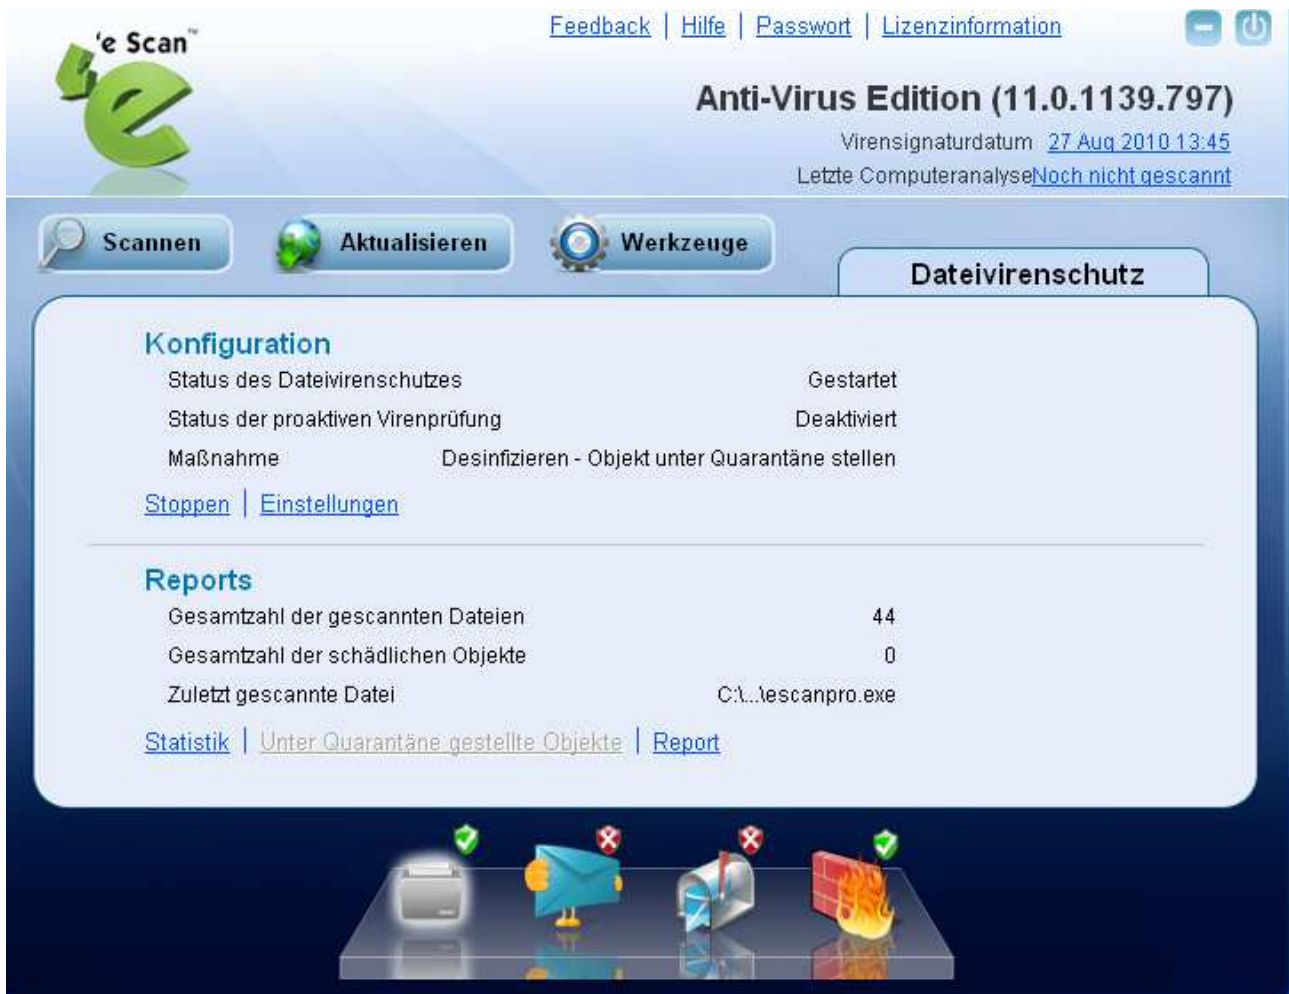 'e Scan™
Feedback | Hilfe | Passwort | Lizenzinformation
Anti-Virus Edition (11.0.1139.797)
Virensignaturdatum 27 Aug 2010 13:45
Letzte ComputeranalyseNoch nicht gescannt
Scannen Aktualisieren Werkzeuge
Dateivirenschutz
Konfiguration
Status des Dateivirenschutzes Gestartet
Status der proaktiven Virenprüfung Deaktiviert
Maßnahme Desinfizieren - Objekt unter Quarantäne stellen
Stoppen | Einstellungen
Reports
Gesamtzahl der gescannten Dateien 44
Gesamtzahl der schädlichen Objekte 0
Zuletzt gescannte Datei C:\...\escanpro.exe
Statistik | Unter Quarantäne gestellte Objekte | Report